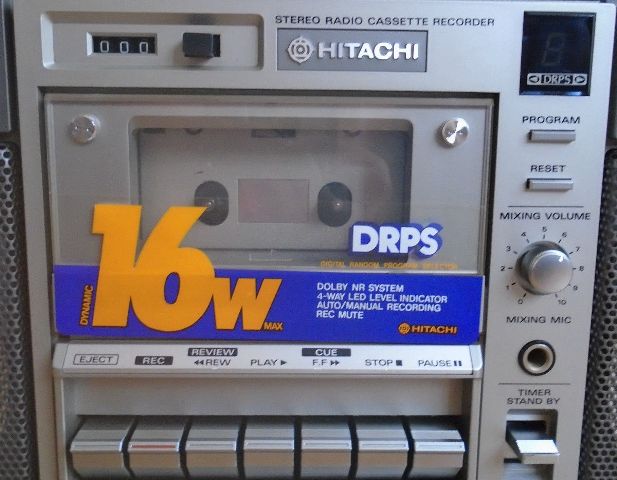 STEREO RADIO CASSETTE RECORDER
HITACHI
000
DRPS
PROGRAM
RESET
MIXING VOLUME
0 1 2 3 4 5 6 7 8 9 10
MIXING MIC
TIMER
STAND BY
DRPS
DIGITAL RANDOM PROGRAM
DYNAMIC 16W MAX
DOLBY NR SYSTEM
4-WAY LED LEVEL INDICATOR
AUTO/MANUAL RECORDING
REC MUTE
HITACHI
EJECT REC REVIEW ◀◀REW PLAY▶ CUE F.F▶▶ STOP■ PAUSE❚❚